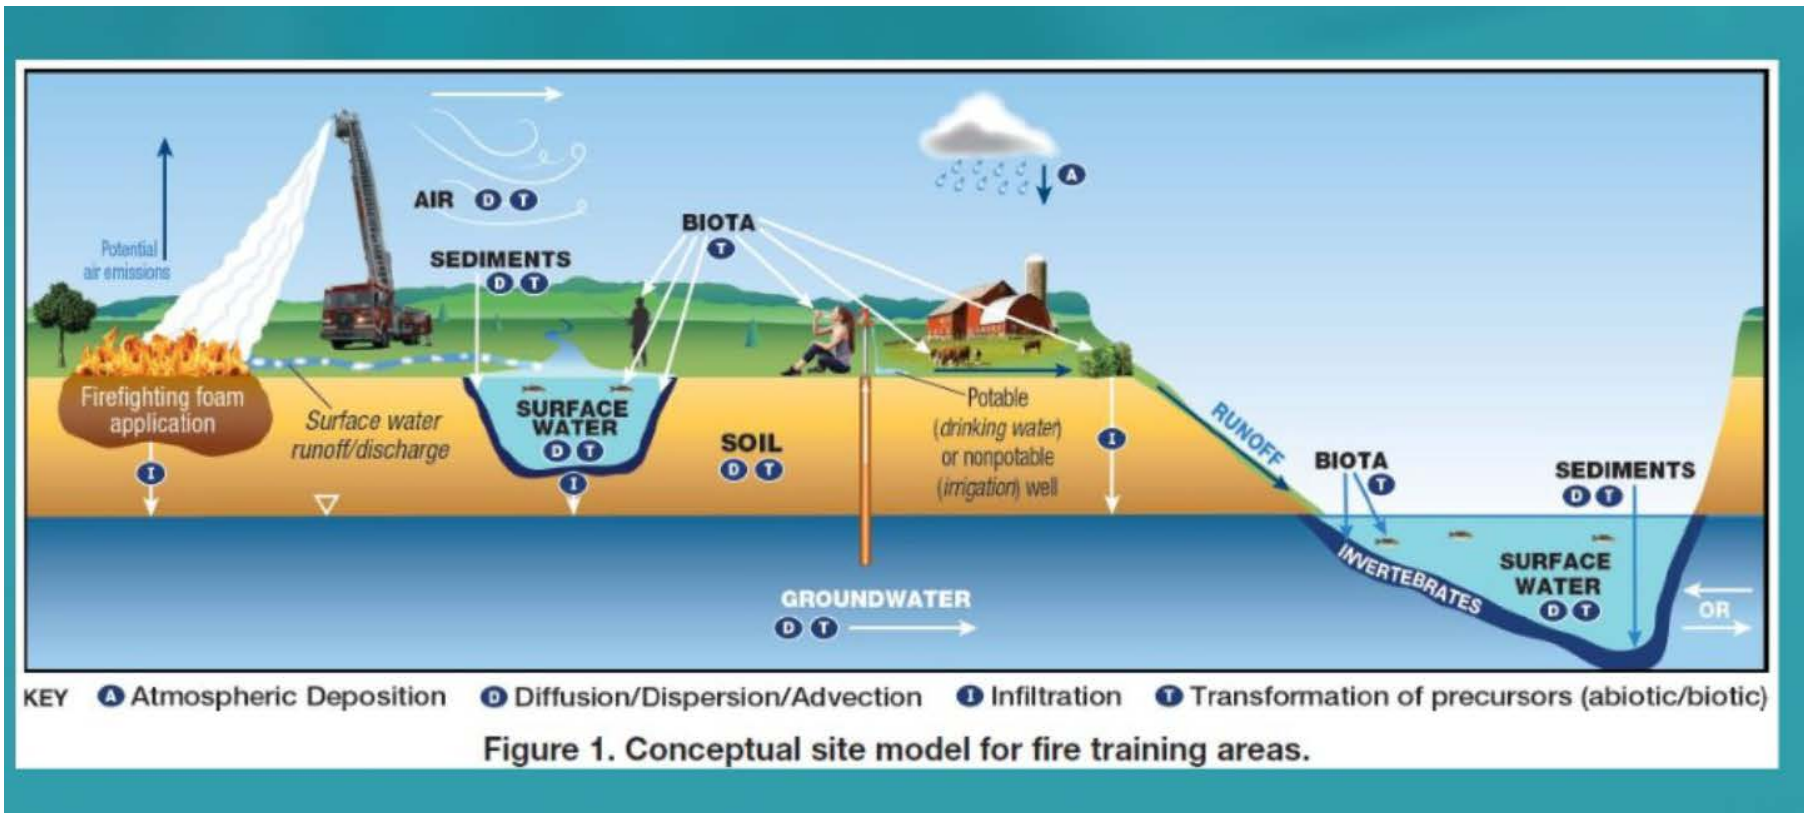 Potential
air emissions
AIR D T
SEDIMENTS
D T
BIOTA
T
A
Firefighting foam
application
I
Surface water
runoff/discharge
SURFACE
WATER
D T
I
SOIL
D T
Potable
(drinking water)
or nonpotable
(irrigation) well
I
RUNOFF
BIOTA
T
SEDIMENTS
D T
INVERTEBRATES
SURFACE
WATER
D T
OR
GROUNDWATER
D T
KEY A Atmospheric Deposition D Diffusion/Dispersion/Advection I Infiltration T Transformation of precursors (abiotic/biotic)
Figure 1. Conceptual site model for fire training areas.